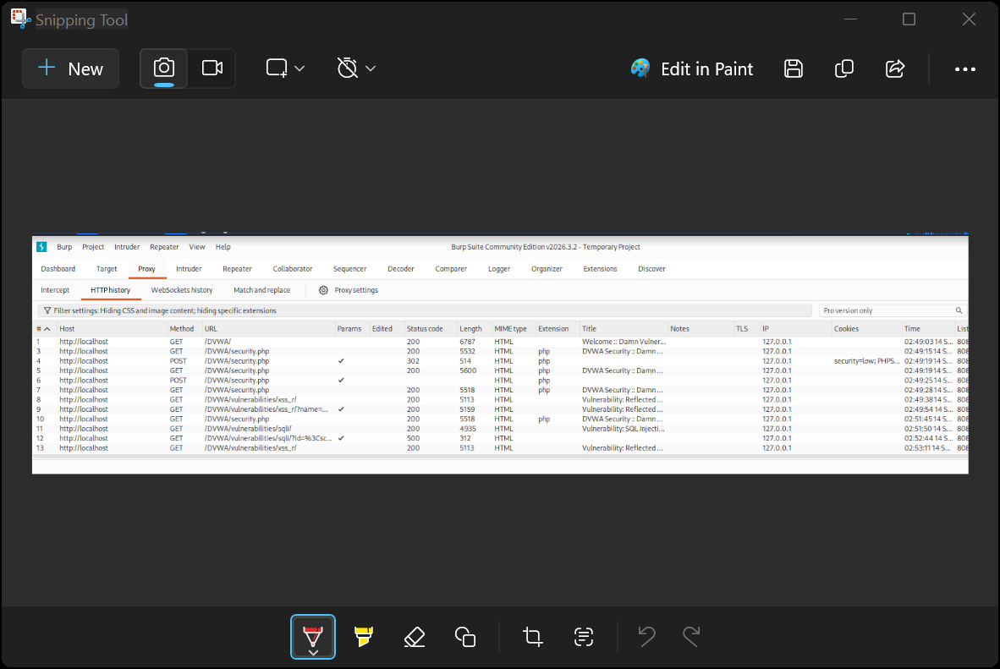 Snipping Tool
New
Edit in Paint
Burp Project Intruder Repeater View Help Burp Suite Community Edition v2026.3.2 - Temporary Project
Dashboard Target Proxy Intruder Repeater Collaborator Sequencer Decoder Comparer Logger Organizer Extensions Discover
Intercept HTTP history WebSockets history Match and replace Proxy settings
Filter settings: Hiding CSS and image content; hiding specific extensions Pro version only
# Host Method URL Params Edited Status code Length MIME type Extension Title Notes TLS IP Cookies Time List
1 http://localhost GET /DVWA/ 200 6787 HTML Welcome :: Damn Vulner... 127.0.0.1 02:49:03 14 S... 808
3 http://localhost GET /DVWA/security.php 200 5532 HTML php DVWA Security :: Damn ... 127.0.0.1 02:49:15 14 S... 808
4 http://localhost POST /DVWA/security.php ✓ 302 514 HTML php 127.0.0.1 security=low; PHPS... 02:49:19 14 S... 808
5 http://localhost GET /DVWA/security.php 200 5600 HTML php DVWA Security :: Damn ... 127.0.0.1 02:49:19 14 S... 808
6 http://localhost POST /DVWA/security.php ✓ HTML php 127.0.0.1 02:49:25 14 S... 808
7 http://localhost GET /DVWA/security.php 200 5518 HTML php DVWA Security :: Damn ... 127.0.0.1 02:49:28 14 S... 808
8 http://localhost GET /DVWA/vulnerabilities/xss_r/ 200 5113 HTML Vulnerability: Reflected ... 127.0.0.1 02:49:38 14 S... 808
9 http://localhost GET /DVWA/vulnerabilities/xss_r/?name=... ✓ 200 5159 HTML Vulnerability: Reflected ... 127.0.0.1 02:49:54 14 S... 808
10 http://localhost GET /DVWA/security.php 200 5518 HTML php DVWA Security :: Damn ... 127.0.0.1 02:51:45 14 S... 808
11 http://localhost GET /DVWA/vulnerabilities/sqli/ 200 4935 HTML Vulnerability: SQL Injecti... 127.0.0.1 02:51:50 14 S... 808
12 http://localhost GET /DVWA/vulnerabilities/sqli/?id=%3Csc... ✓ 500 312 HTML 127.0.0.1 02:52:44 14 S... 808
13 http://localhost GET /DVWA/vulnerabilities/xss_r/ 200 5113 HTML Vulnerability: Reflected ... 127.0.0.1 02:53:11 14 S... 808